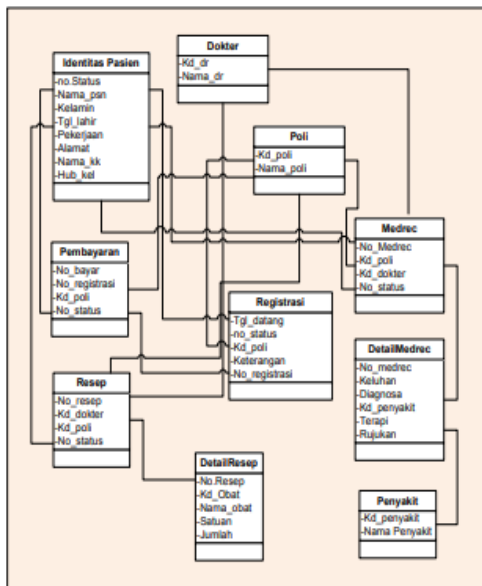 Dokter
-Kd_dr
-Nama_dr
Identitas Pasien
-no.Status
-Nama_psn
-Kelamin
-Tgl_lahir
-Pekerjaan
-Alamat
-Nama_kk
-Hub_kel
Poli
-Kd_poli
-Nama_poli
Medrec
-No_Medrec
-Kd_poli
-Kd_dokter
-No_status
Pembayaran
-No_bayar
-No_registrasi
-Kd_poli
-No_status
Registrasi
-Tgl_datang
-no_status
-Kd_poli
-Keterangan
-No_registrasi
DetailMedrec
-No_medrec
-Keluhan
-Diagnosa
-Kd_penyakit
-Terapi
-Rujukan
Resep
-No_resep
-Kd_dokter
-Kd_poli
-No_status
DetailResep
-No.Resep
-Kd_Obat
-Nama_obat
-Satuan
-Jumlah
Penyakit
-Kd_penyakit
-Nama Penyakit